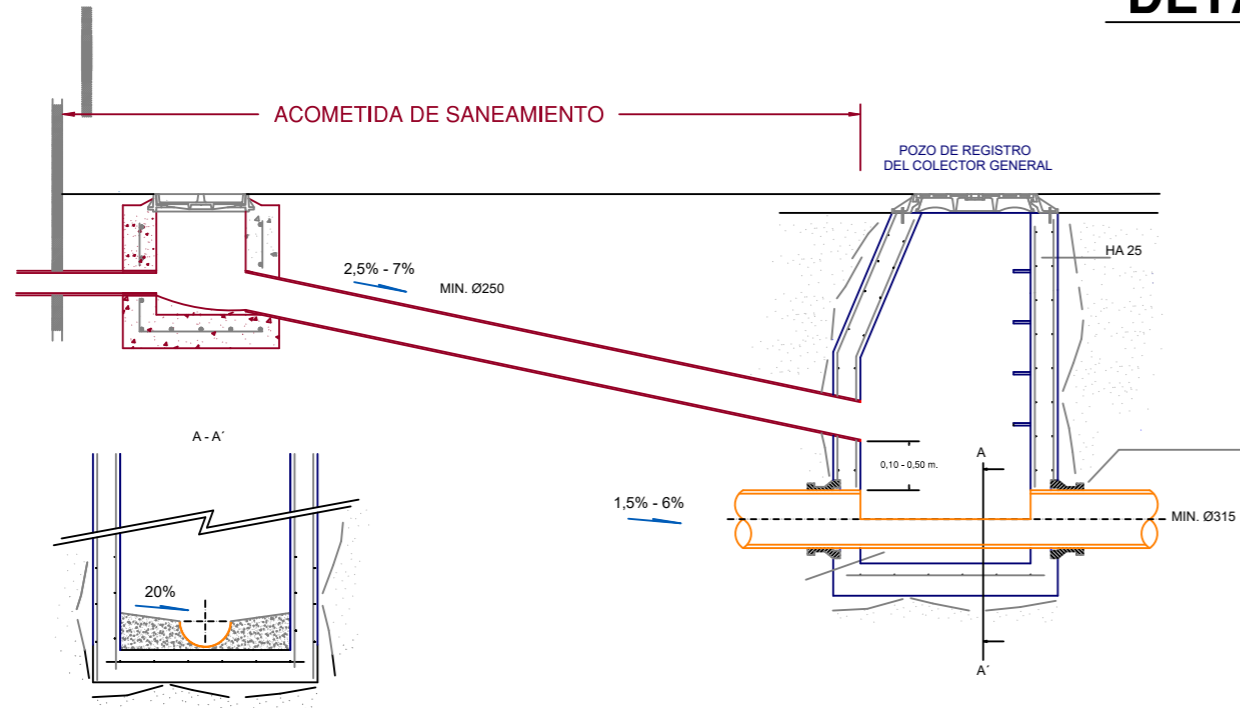 DETA
ACOMETIDA DE SANEAMIENTO
POZO DE REGISTRO
DEL COLECTOR GENERAL
HA 25
2,5% - 7%
MIN. Ø250
A - A´
0,10 - 0,50 m.
A
1,5% - 6%
MIN. Ø315
20%
A´